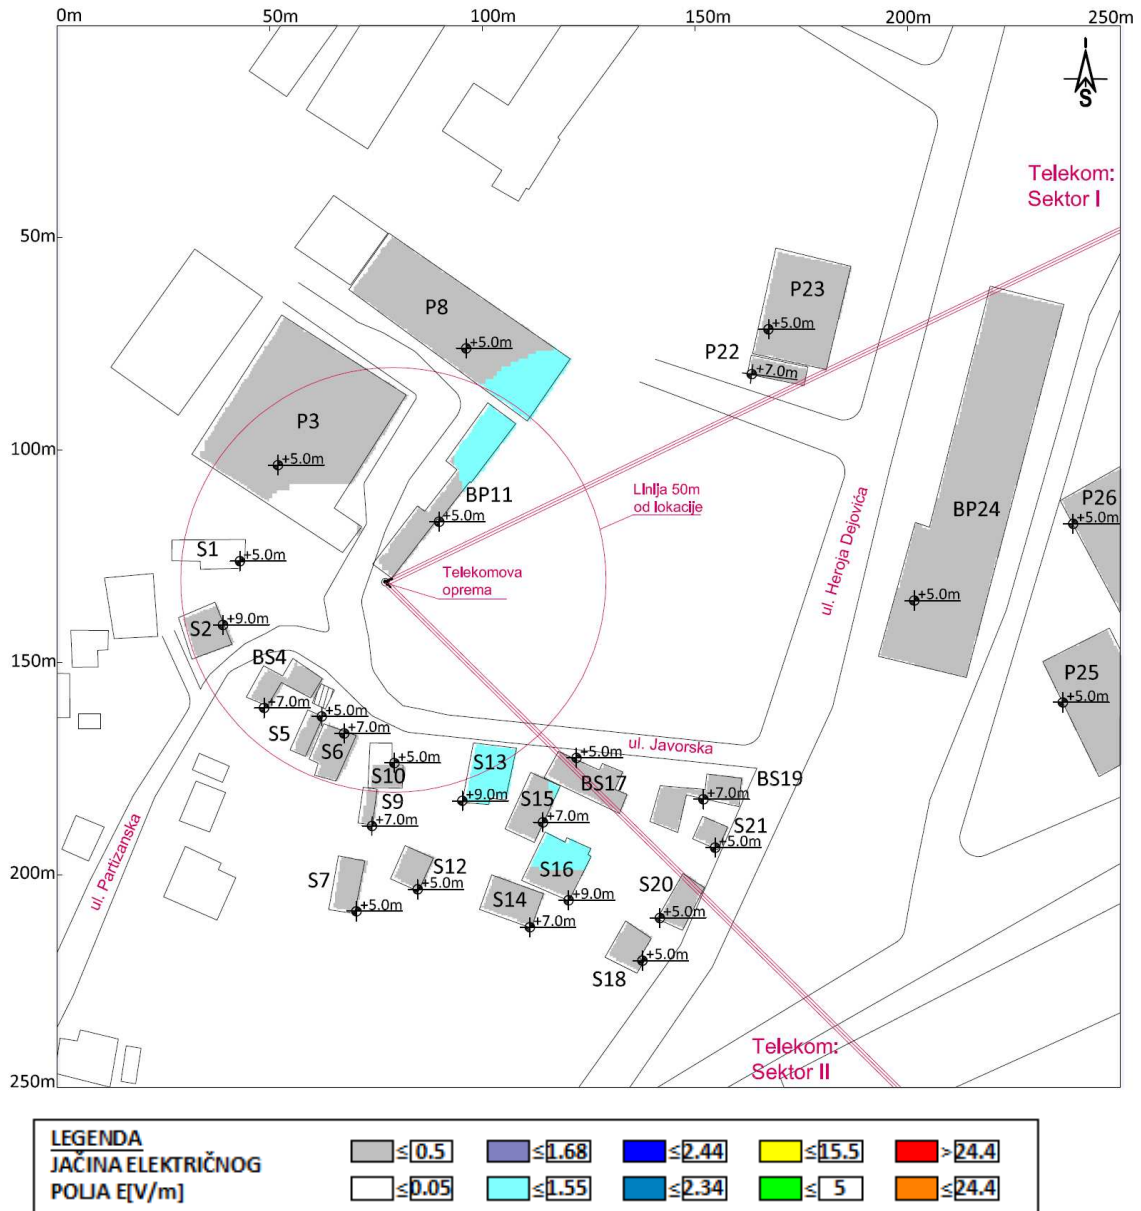 0m 50m 100m 150m 200m 250m
S
Telekom:
Sektor I
50m
P23
P8
+5.0m
+5.0m
P22
+7.0m
P3
100m
+5.0m
Linija 50m
od lokacije
BP11
+5.0m
BP24
P26
+5.0m
S1
+5.0m
Telekomova
oprema
ul. Heroja Dejovića
+5.0m
S2
+9.0m
150m
BS4
P25
+7.0m
+5.0m
+5.0m
S5
+7.0m
S6
ul. Javorska
+5.0m
S10
+5.0m
S13
BS17
BS19
S9
+9.0m
S15
+7.0m
+7.0m
+7.0m
S21
+5.0m
ul. Partizanska
200m
S7
S12
+5.0m
S16
+9.0m
S20
+5.0m
S14
+5.0m
+7.0m
S18
+5.0m
Telekom:
Sektor II
250m
LEGENDA
JAČINA ELEKTRIČNOG
POLJA E[V/m]
≤0.5 ≤1.68 ≤2.44 ≤15.5 >24.4
≤0.05 ≤1.55 ≤2.34 ≤5 ≤24.4